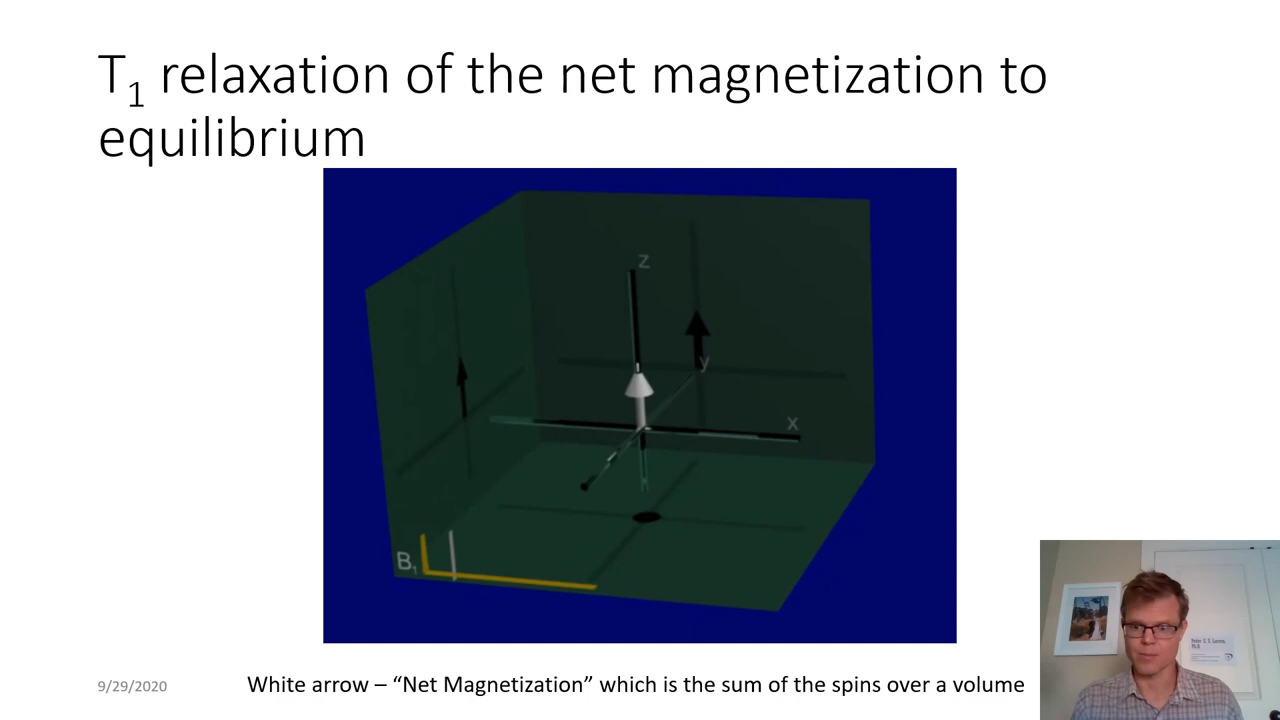 T₁ relaxation of the net magnetization to
equilibrium
z
y
x
B₁
9/29/2020
White arrow – “Net Magnetization” which is the sum of the spins over a volume